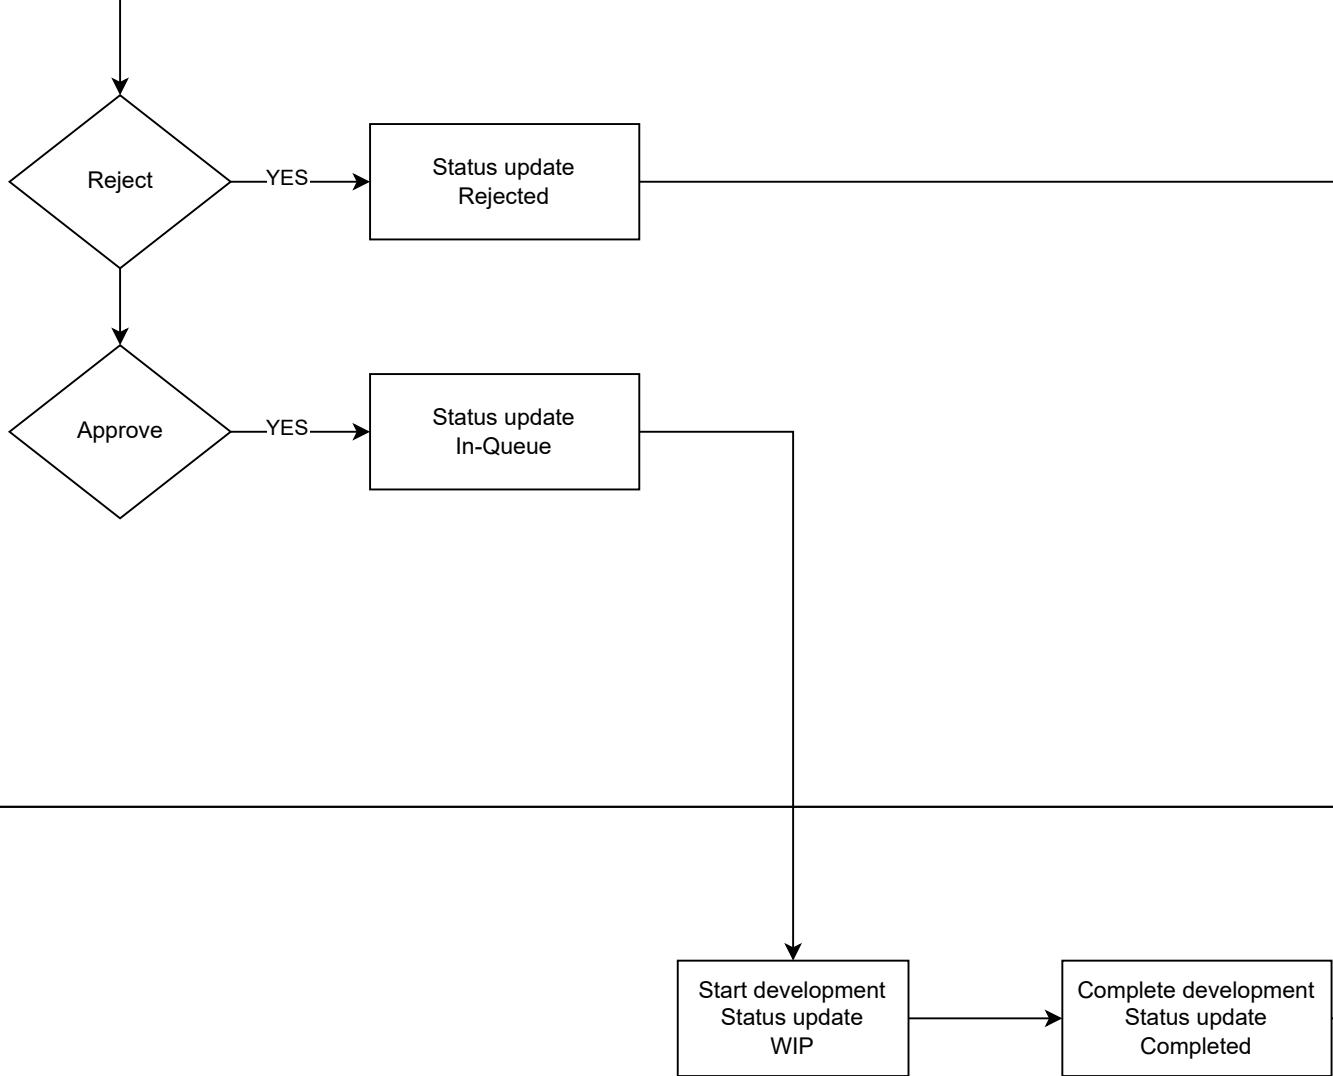 Reject
YES
Status update
Rejected
Approve
YES
Status update
In-Queue
Start development
Status update
WIP
Complete development
Status update
Completed